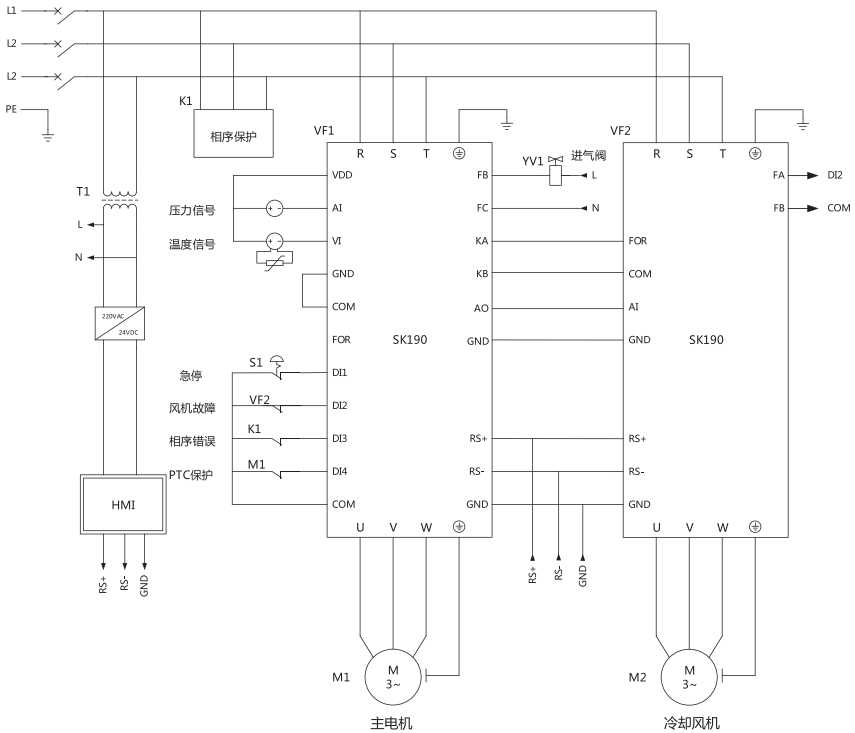 L1
L2
L2
PE
K1
相序保护
VF1
VF2
R S T
R S T
T1
L
N
220VAC
24VDC
HMI
RS+
RS-
GND
压力信号
温度信号
急停
S1
风机故障
VF2
相序错误
K1
PTC保护
M1
VDD
AI
VI
GND
COM
FOR
DI1
DI2
DI3
DI4
COM
SK190
FB
FC
KA
KB
AO
GND
RS+
RS-
GND
U V W
YV1
进气阀
L
N
RS+
RS-
GND
FOR
COM
AI
GND
RS+
RS-
GND
SK190
FA
FB
DI2
COM
U V W
M1
M
3~
主电机
M2
M
3~
冷却风机